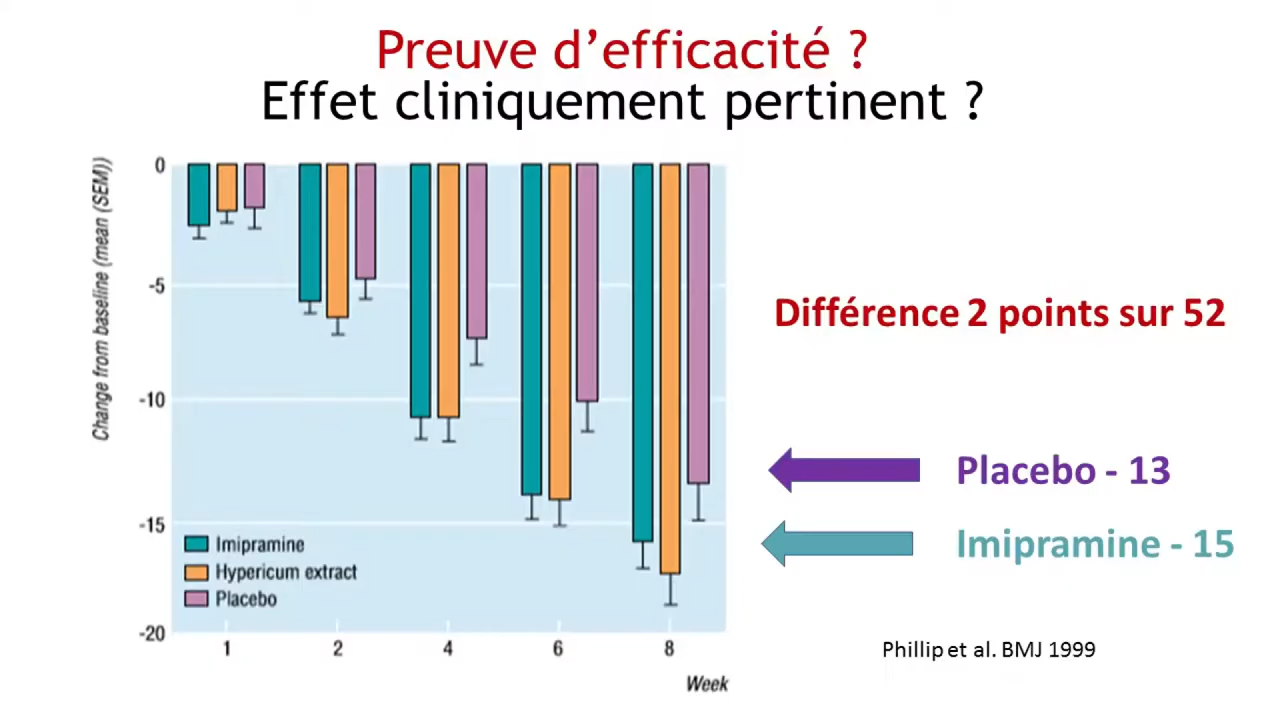 Preuve d’efficacité ?
Effet cliniquement pertinent ?
Change from baseline (mean (SEM))
0
-5
-10
-15
-20
Imipramine
Hypericum extract
Placebo
1 2 4 6 8
Week
Différence 2 points sur 52
Placebo - 13
Imipramine - 15
Phillip et al. BMJ 1999